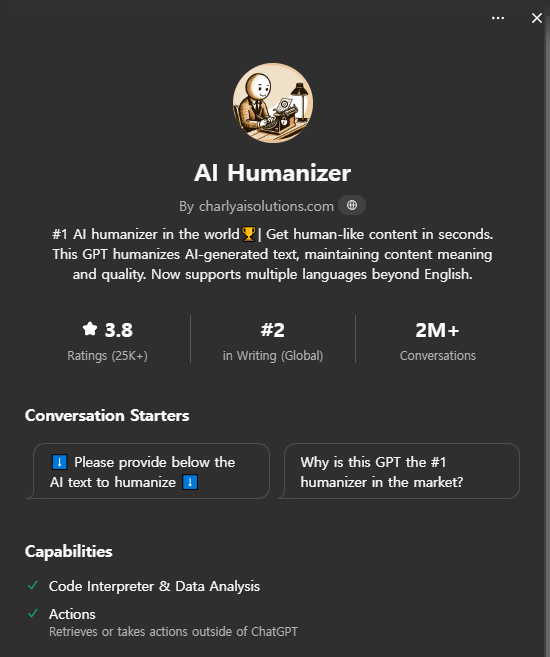 AI Humanizer
By charlyaisolutions.com
#1 AI humanizer in the world🏆| Get human-like content in seconds.
This GPT humanizes AI-generated text, maintaining content meaning
and quality. Now supports multiple languages beyond English.
★ 3.8
Ratings (25K+)
#2
in Writing (Global)
2M+
Conversations
Conversation Starters
⬇️ Please provide below the
AI text to humanize ⬇️
Why is this GPT the #1
humanizer in the market?
Capabilities
✓ Code Interpreter & Data Analysis
✓ Actions
Retrieves or takes actions outside of ChatGPT